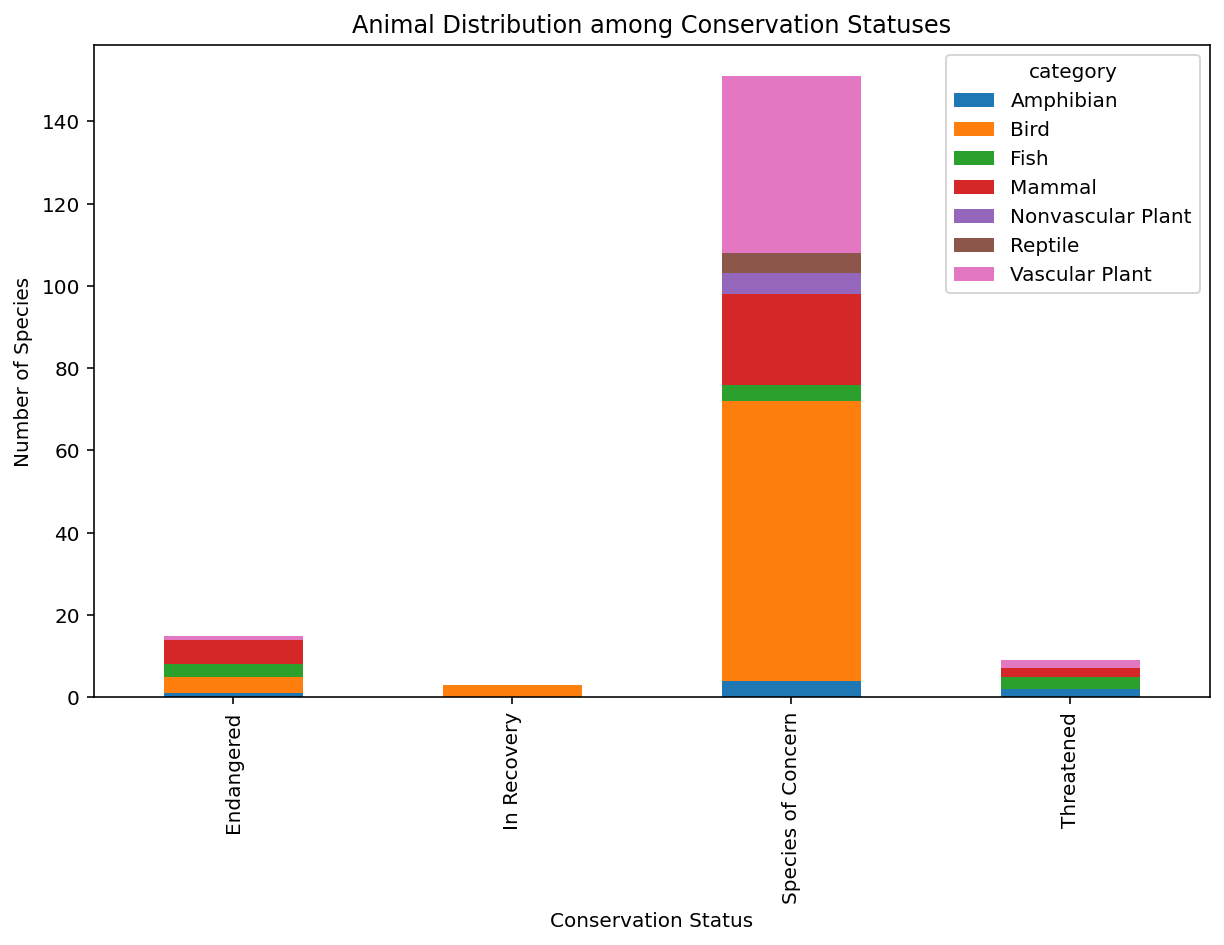 Animal Distribution among Conservation Statuses
category
Amphibian
Bird
Fish
Mammal
Nonvascular Plant
Reptile
Vascular Plant
Number of Species
140
120
100
80
60
40
20
0
Endangered
In Recovery
Species of Concern
Threatened
Conservation Status